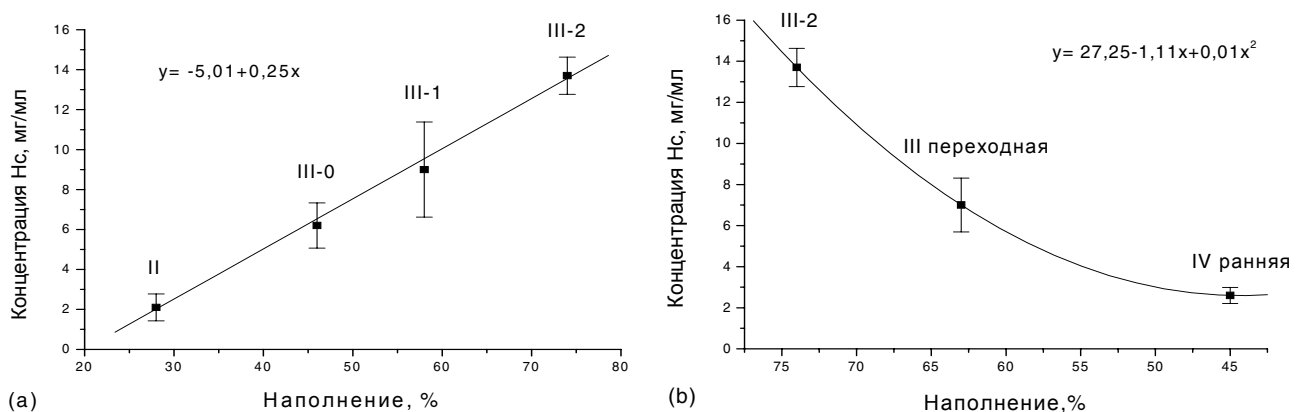 16
14
12
10
8
6
4
2
0
Концентрация Hc, мг/мл
y= -5,01+0,25x
II
III-0
III-1
III-2
20 30 40 50 60 70 80
(a) Наполнение, %
16
14
12
10
8
6
4
2
0
Концентрация Hc, мг/мл
III-2
y= 27,25-1,11x+0,01x²
III переходная
IV ранняя
75 70 65 60 55 50 45
(b) Наполнение,%